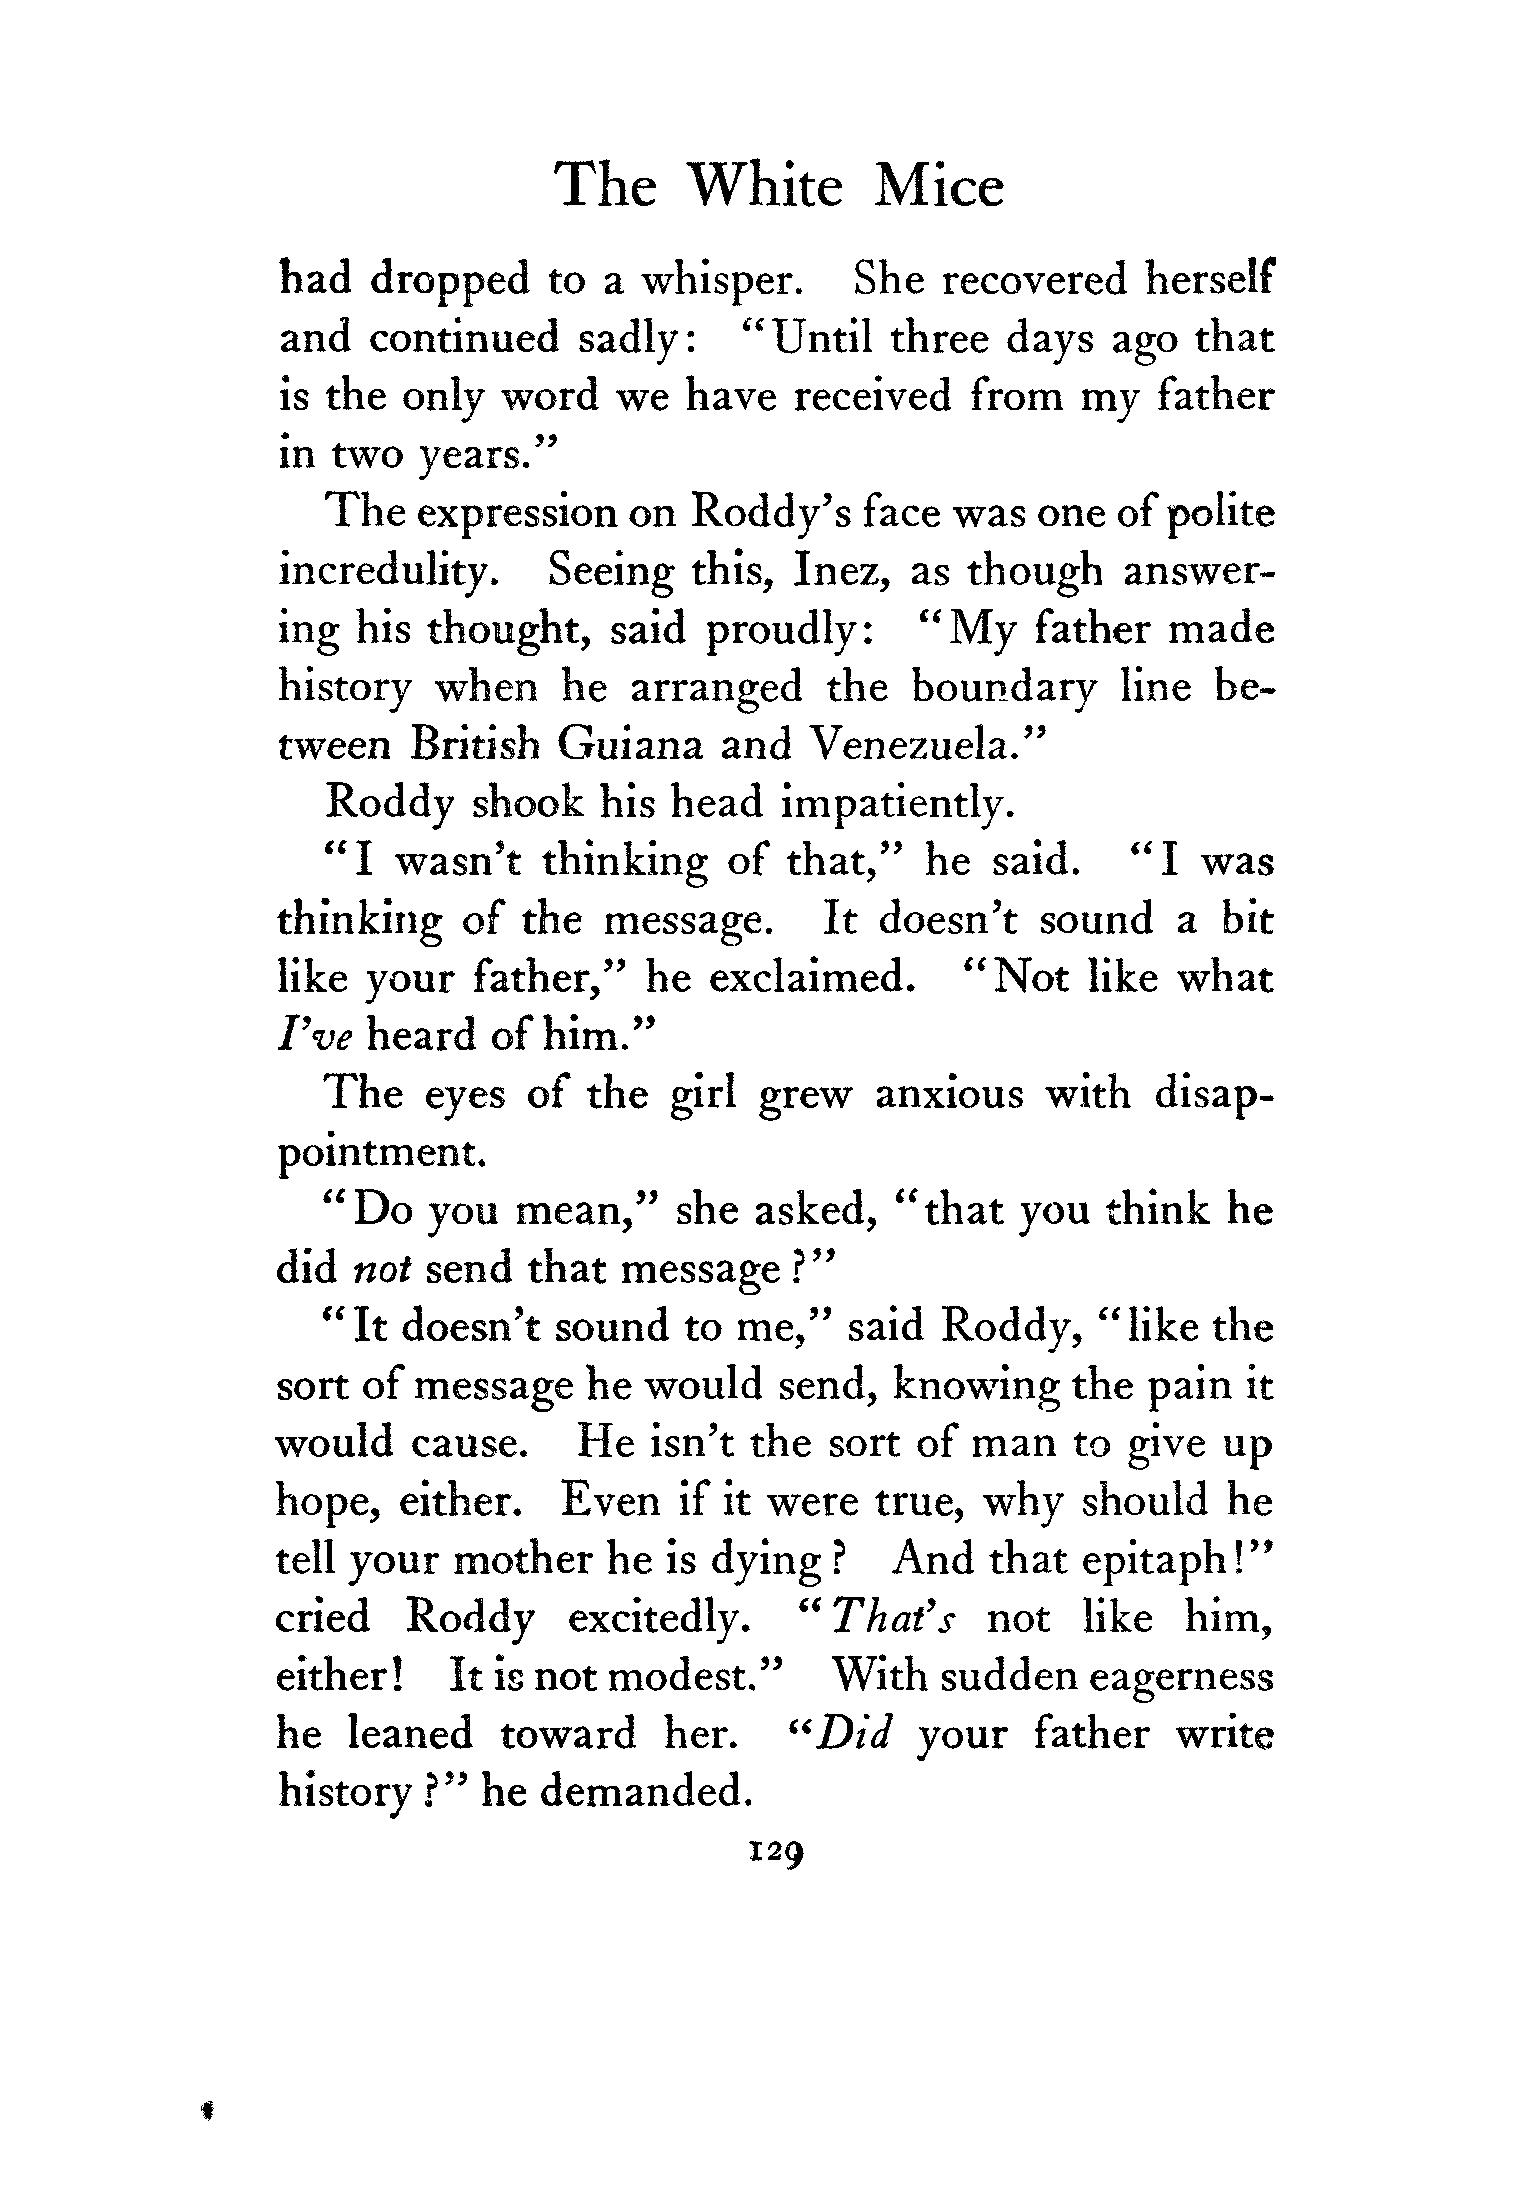 The White Mice
had dropped to a whisper. She recovered herself
and continued sadly: “Until three days ago that
is the only word we have received from my father
in two years.”
The expression on Roddy’s face was one of polite
incredulity. Seeing this, Inez, as though answer-
ing his thought, said proudly: “My father made
history when he arranged the boundary line be-
tween British Guiana and Venezuela.”
Roddy shook his head impatiently.
“I wasn’t thinking of that,” he said. “I was
thinking of the message. It doesn’t sound a bit
like your father,” he exclaimed. “Not like what
I’ve heard of him.”
The eyes of the girl grew anxious with disap-
pointment.
“Do you mean,” she asked, “that you think he
did not send that message?”
“It doesn’t sound to me,” said Roddy, “like the
sort of message he would send, knowing the pain it
would cause. He isn’t the sort of man to give up
hope, either. Even if it were true, why should he
tell your mother he is dying? And that epitaph!”
cried Roddy excitedly. “That’s not like him,
either! It is not modest.” With sudden eagerness
he leaned toward her. “Did your father write
history?” he demanded.
129